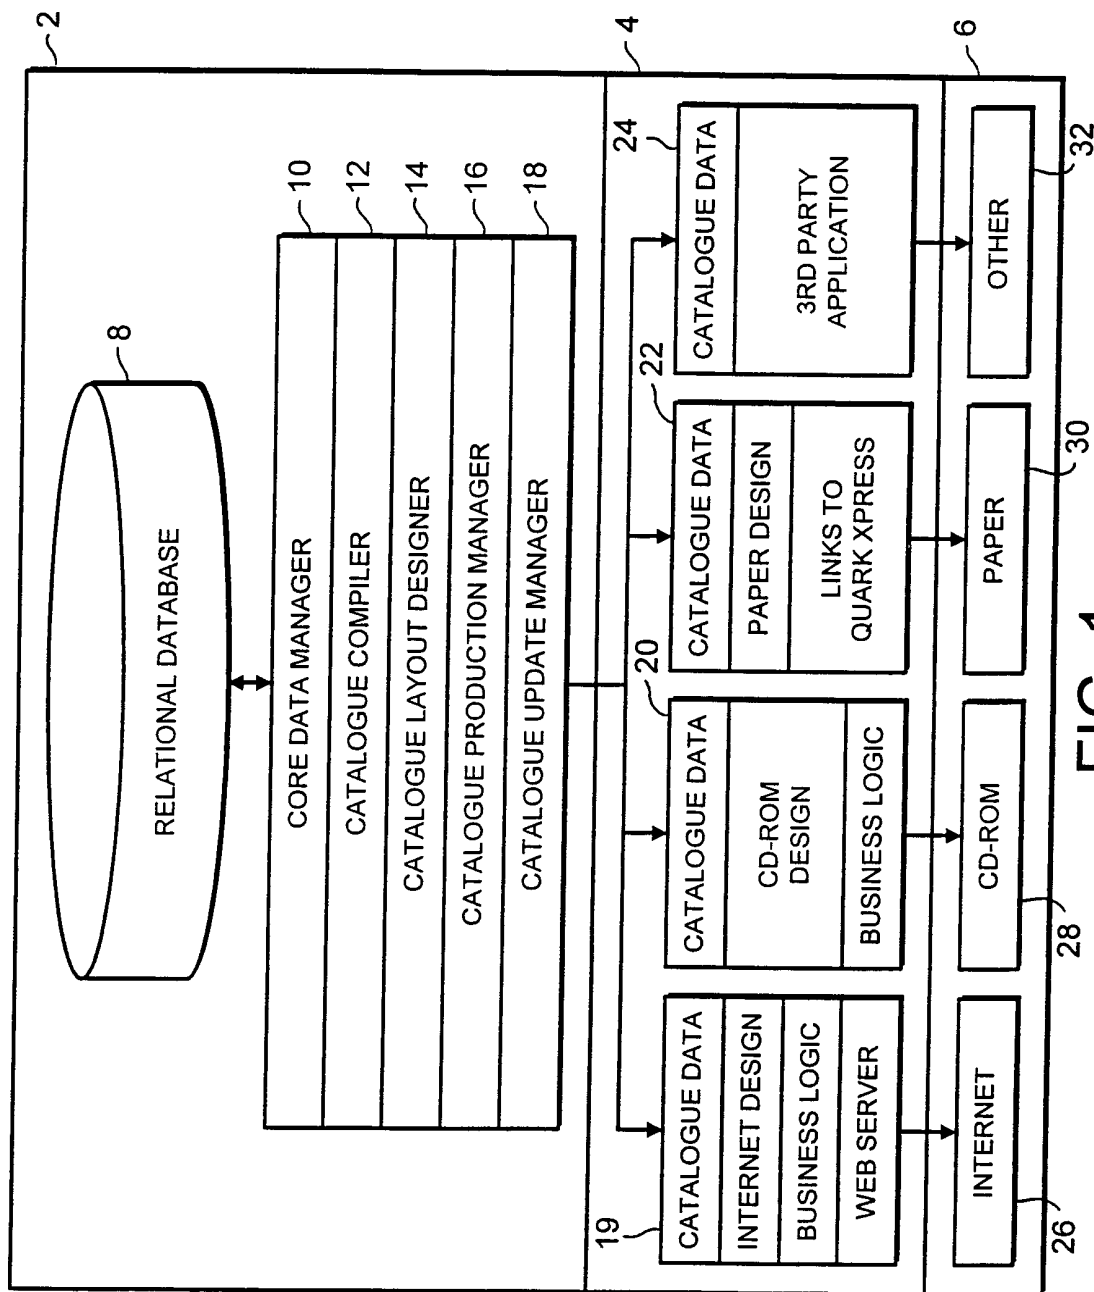 2
8
RELATIONAL DATABASE
10
CORE DATA MANAGER
12
CATALOGUE COMPILER
14
CATALOGUE LAYOUT DESIGNER
16
CATALOGUE PRODUCTION MANAGER
18
CATALOGUE UPDATE MANAGER
4
19
CATALOGUE DATA
INTERNET DESIGN
BUSINESS LOGIC
WEB SERVER
20
CATALOGUE DATA
CD-ROM
DESIGN
BUSINESS LOGIC
22
CATALOGUE DATA
PAPER DESIGN
LINKS TO
QUARK XPRESS
24
CATALOGUE DATA
3RD PARTY
APPLICATION
6
INTERNET
26
CD-ROM
28
PAPER
30
OTHER
32
FIG. 1